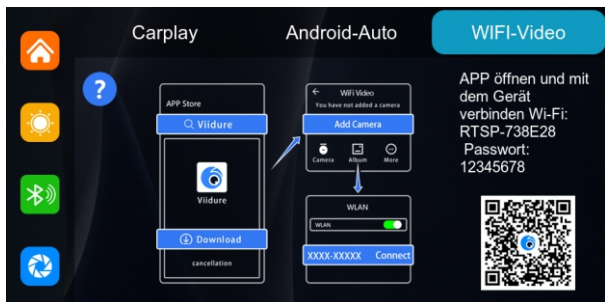 Carplay
Android-Auto
WIFI-Video
?
APP Store
Viidure
Viidure
Download
cancellation
WiFi Video
You have not added a camera
Add Camera
Camera
Album
More
WLAN
WLAN
XXXX-XXXXX
Connect
APP öffnen und mit
dem Gerät
verbinden Wi-Fi:
RTSP-738E28
Passwort:
12345678